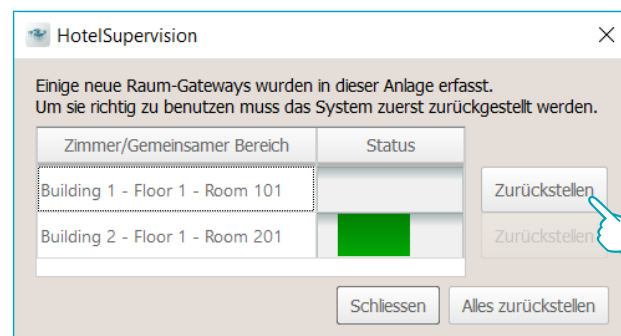 HotelSupervision
Einige neue Raum-Gateways wurden in dieser Anlage erfasst.
Um sie richtig zu benutzen muss das System zuerst zurückgestellt werden.
Zimmer/Gemeinsamer Bereich Status
Building 1 - Floor 1 - Room 101 Zurückstellen
Building 2 - Floor 1 - Room 201 Zurückstellen
Schliessen Alles zurückstellen